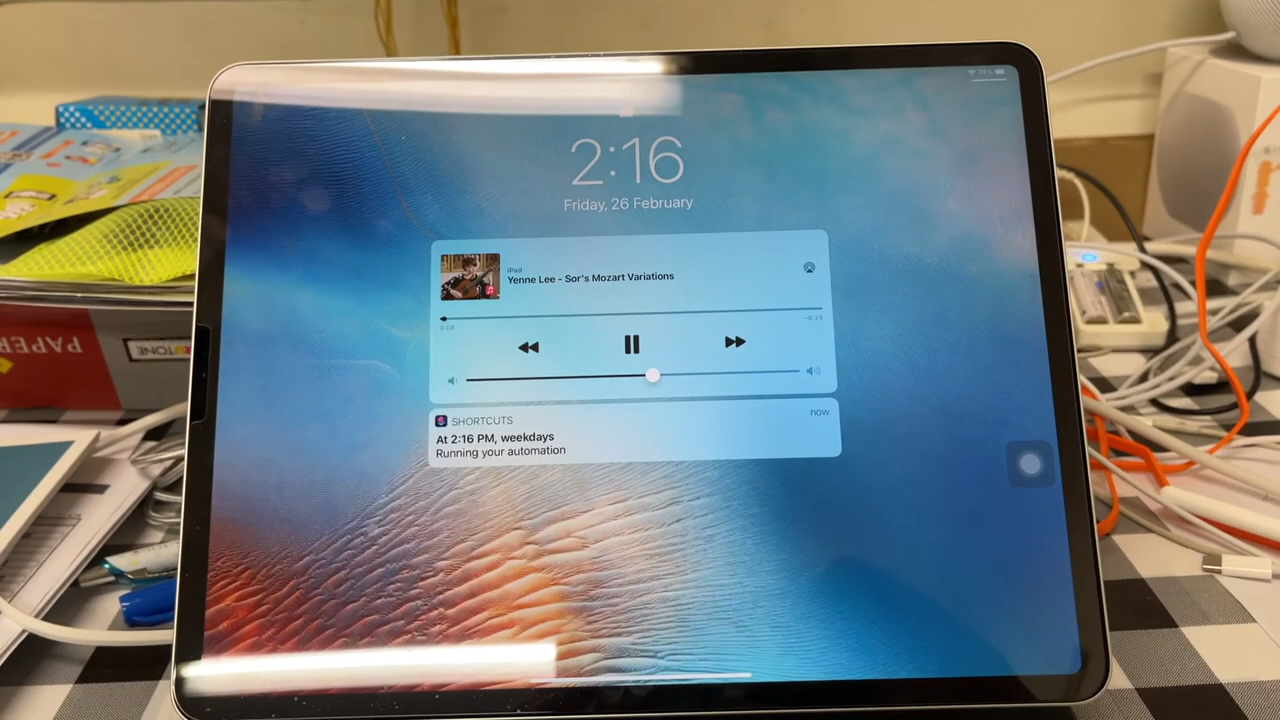 74%
2:16
Friday, 26 February
iPad
Yenne Lee - Sor's Mozart Variations
SHORTCUTS
now
At 2:16 PM, weekdays
Running your automation
PAPER